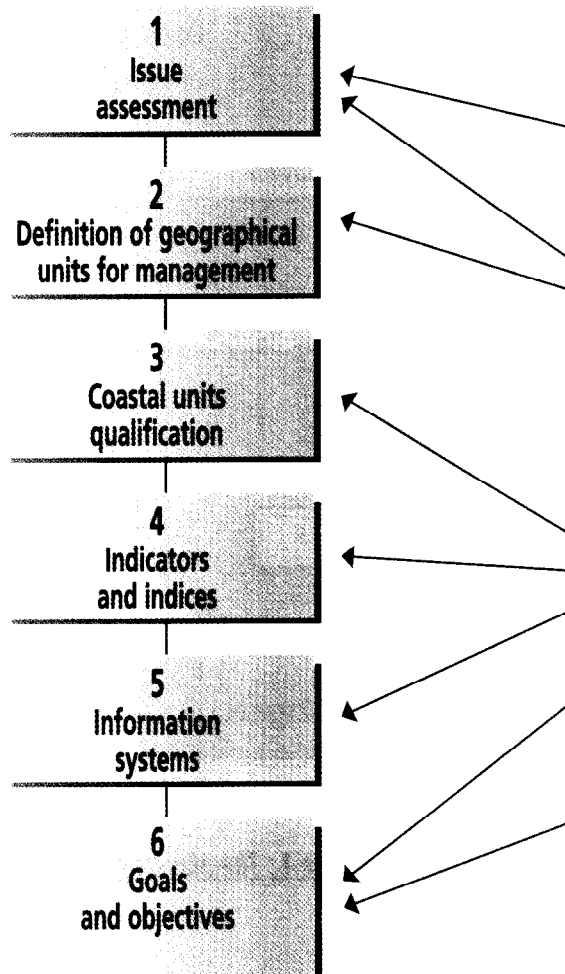 1
Issue
assessment
2
Definition of geographical
units for management
3
Coastal units
qualification
4
Indicators
and indices
5
Information
systems
6
Goals
and objectives